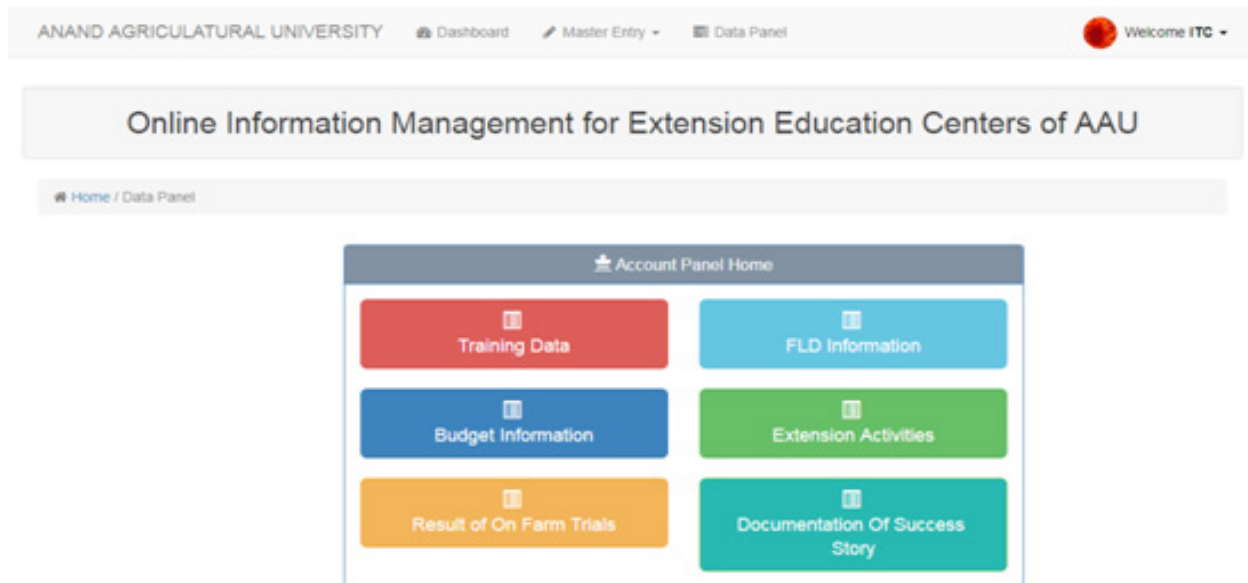 ANAND AGRICULATURAL UNIVERSITY Dashboard Master Entry Data Panel Welcome ITC
Online Information Management for Extension Education Centers of AAU
Home / Data Panel
Account Panel Home
Training Data
FLD Information
Budget Information
Extension Activities
Result of On Farm Trials
Documentation Of Success
Story